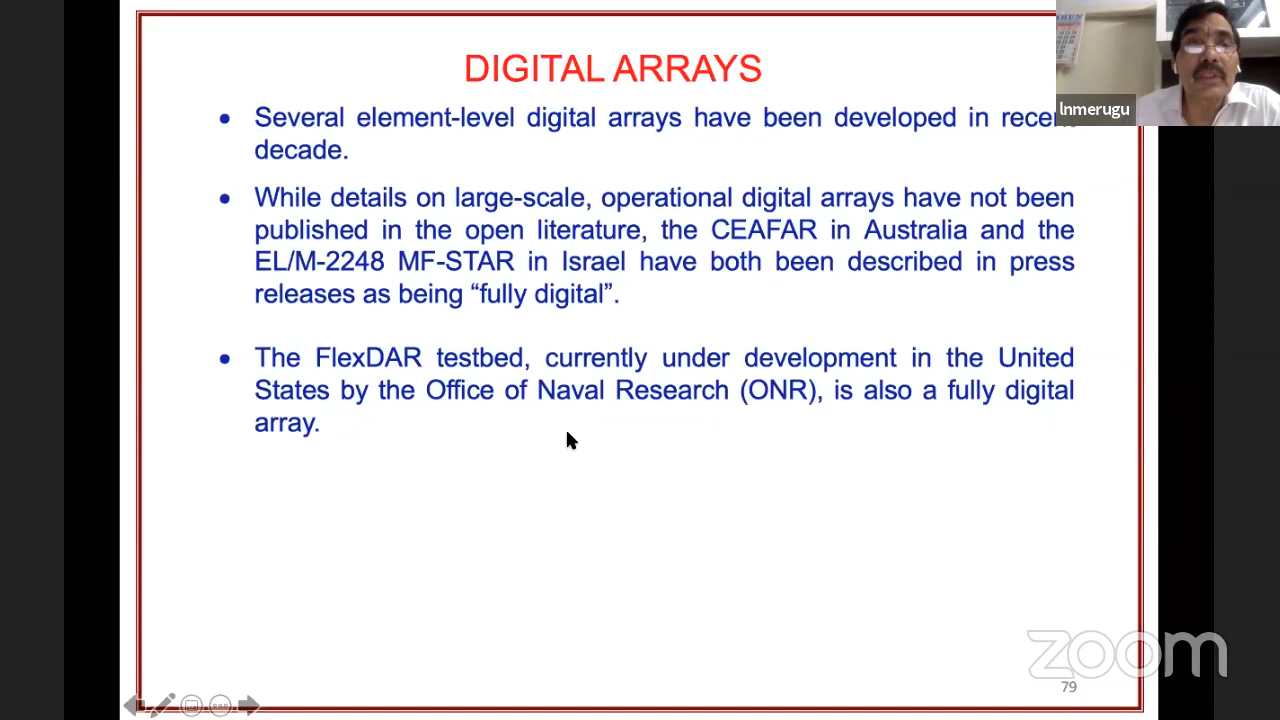 DIGITAL ARRAYS
• Several element-level digital arrays have been developed in recent
decade.
• While details on large-scale, operational digital arrays have not been
published in the open literature, the CEAFAR in Australia and the
EL/M-2248 MF-STAR in Israel have both been described in press
releases as being “fully digital”.
• The FlexDAR testbed, currently under development in the United
States by the Office of Naval Research (ONR), is also a fully digital
array.
lnmerugu
zoom
79